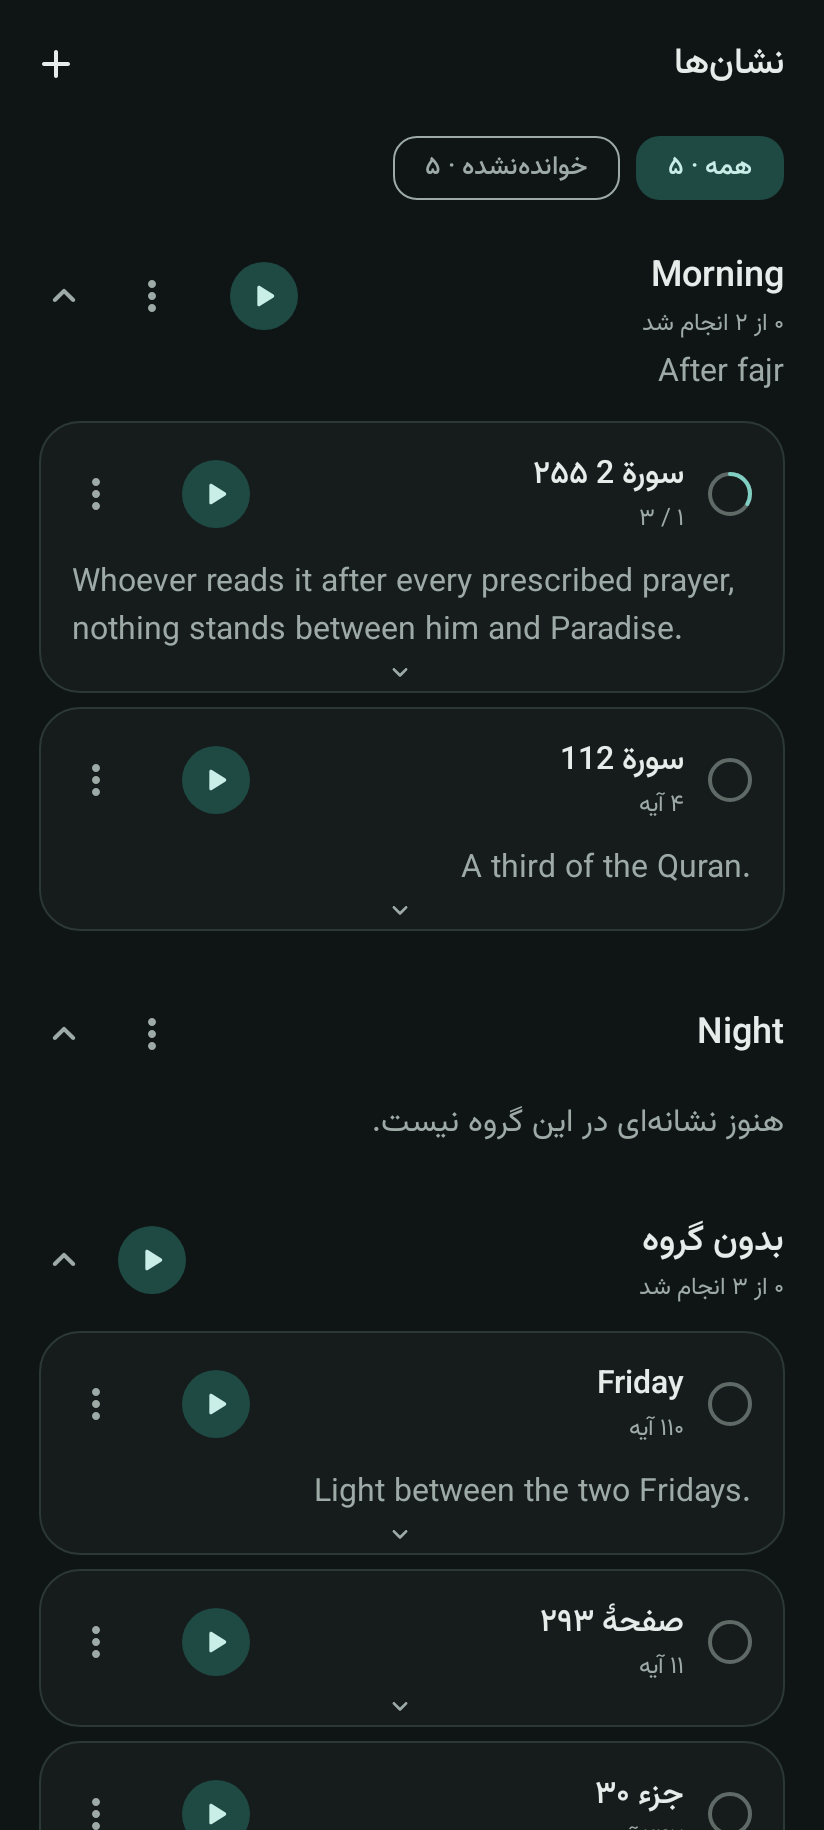 نشان‌ها
همه · ۵
خوانده‌نشده · ۵
Morning
۰ از ۲ انجام شد
After fajr
سورة 2 ۲۵۵
۱ / ۳
Whoever reads it after every prescribed prayer,
nothing stands between him and Paradise.
سورة 112
۴ آیه
A third of the Quran.
Night
هنوز نشانه‌ای در این گروه نیست.
بدون گروه
۰ از ۳ انجام شد
Friday
۱۱۰ آیه
Light between the two Fridays.
صفحهٔ ۲۹۳
۱۱ آیه
جزء ۳۰